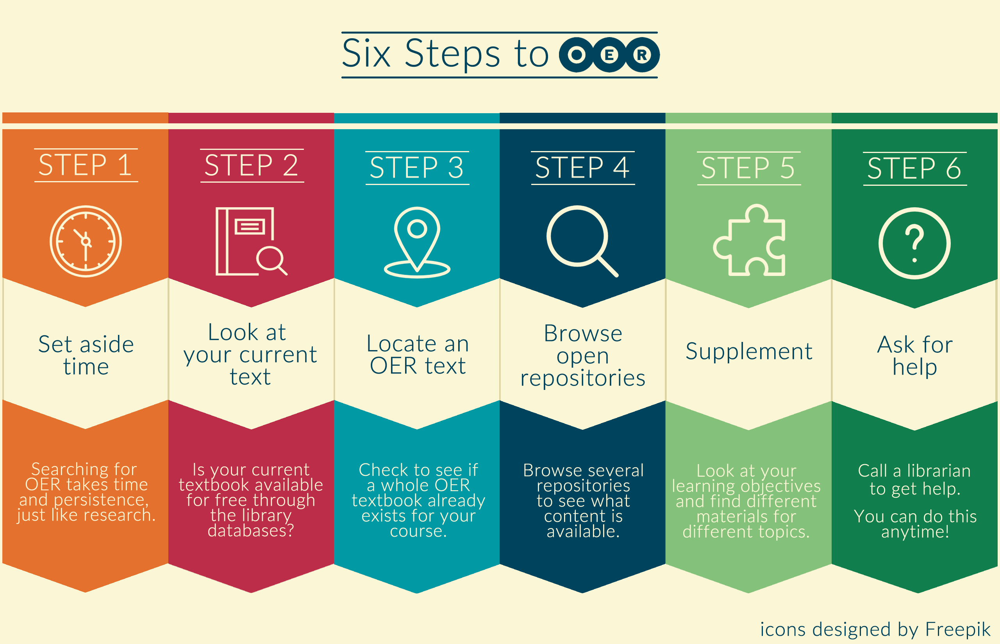 Six Steps to OER
STEP 1
Set aside
time
Searching for
OER takes time
and persistence,
just like research.
STEP 2
Look at
your current
text
Is your current
textbook available
for free through
the library
databases?
STEP 3
Locate an
OER text
Check to see if
a whole OER
textbook already
exists for your
course.
STEP 4
Browse
open
repositories
Browse several
repositories
to see what
content is
available.
STEP 5
Supplement
Look at your
learning objectives
and find different
materials for
different topics.
STEP 6
Ask for
help
Call a librarian
to get help.
You can do this
anytime!
icons designed by Freepik